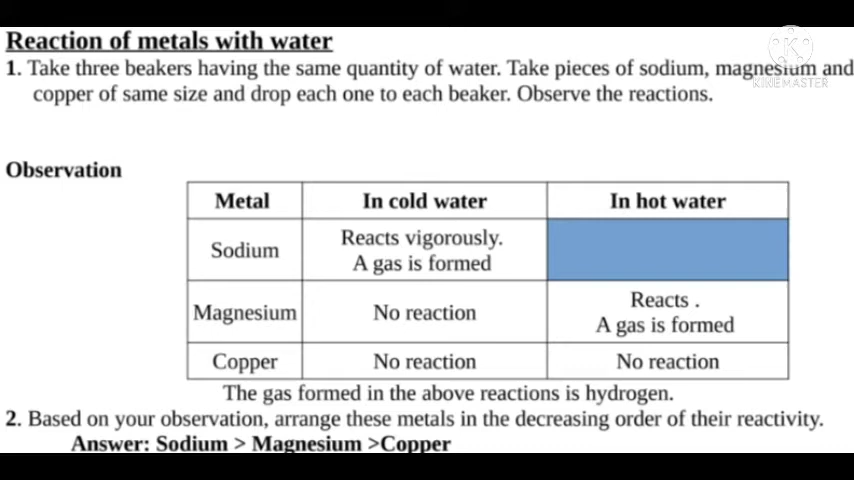 Reaction of metals with water
1. Take three beakers having the same quantity of water. Take pieces of sodium, magnesium and
copper of same size and drop each one to each beaker. Observe the reactions.
KINEMASTER
Observation
Metal In cold water In hot water
Sodium Reacts vigorously.
A gas is formed
Magnesium No reaction Reacts .
A gas is formed
Copper No reaction No reaction
The gas formed in the above reactions is hydrogen.
2. Based on your observation, arrange these metals in the decreasing order of their reactivity.
Answer: Sodium > Magnesium >Copper